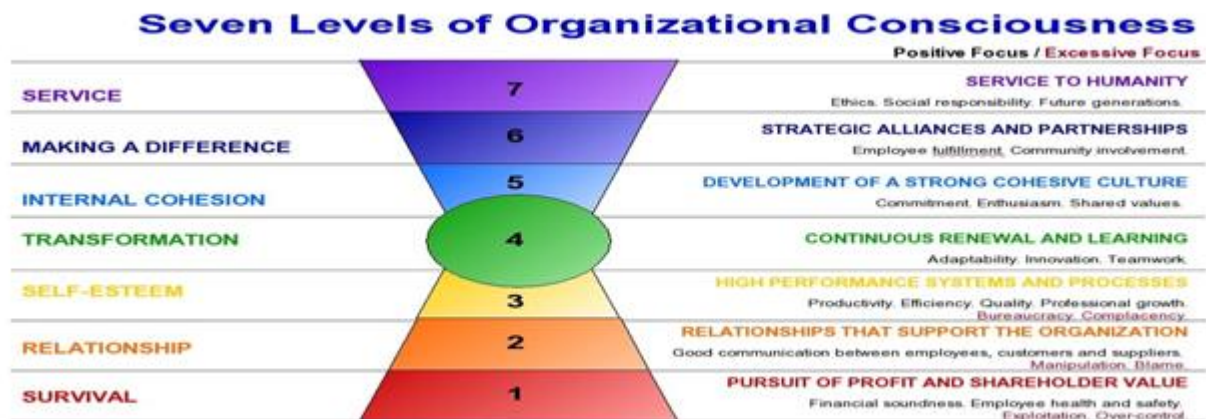 Seven Levels of Organizational Consciousness
Positive Focus / Excessive Focus
SERVICE
7
SERVICE TO HUMANITY
Ethics. Social responsibility. Future generations.
MAKING A DIFFERENCE
6
STRATEGIC ALLIANCES AND PARTNERSHIPS
Employee fulfillment. Community involvement.
INTERNAL COHESION
5
DEVELOPMENT OF A STRONG COHESIVE CULTURE
Commitment. Enthusiasm. Shared values.
TRANSFORMATION
4
CONTINUOUS RENEWAL AND LEARNING
Adaptability. Innovation. Teamwork.
SELF-ESTEEM
3
HIGH PERFORMANCE SYSTEMS AND PROCESSES
Productivity. Efficiency. Quality. Professional growth.
Bureaucracy. Complacency.
RELATIONSHIP
2
RELATIONSHIPS THAT SUPPORT THE ORGANIZATION
Good communication between employees, customers and suppliers.
Manipulation. Blame.
SURVIVAL
1
PURSUIT OF PROFIT AND SHAREHOLDER VALUE
Financial soundness. Employee health and safety.
Exploitation. Over-control.